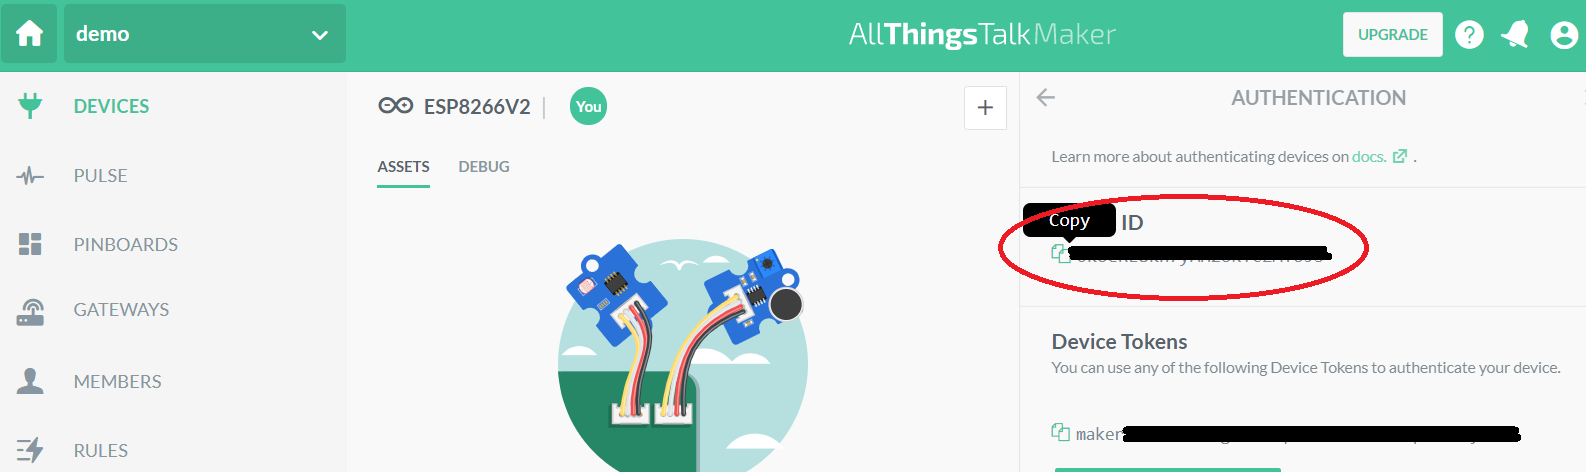 demo
AllThingsTalkMaker
UPGRADE
?
DEVICES
PULSE
PINBOARDS
GATEWAYS
MEMBERS
RULES
ESP8266V2 |
You
+
ASSETS
DEBUG
AUTHENTICATION
Learn more about authenticating devices on docs. .
Copy
ID
Device Tokens
You can use any of the following Device Tokens to authenticate your device.
maker